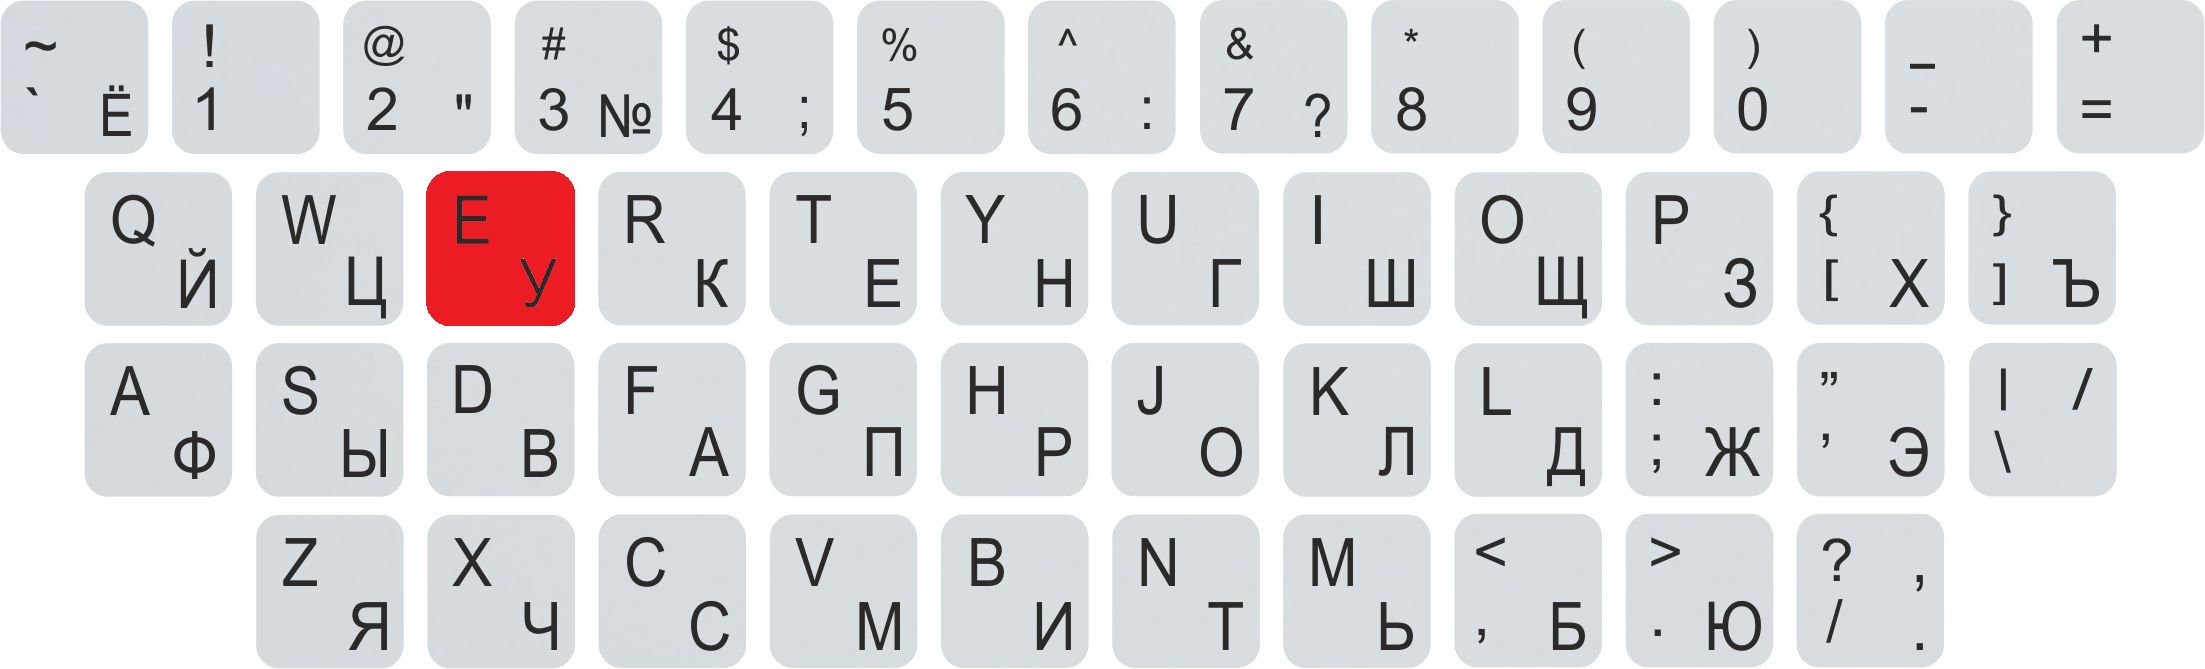 ~ ! @ # $ % ^ & * ( ) _ +
` Ё 1 2 " 3 № 4 ; 5 6 : 7 ? 8 9 0 - =
Q W E R T Y U I O P { }
Й Ц У К Е Н Г Ш Щ З [ Х ] Ъ
A S D F G H J K L : ” | /
Ф Ы В А П Р О Л Д ; Ж ’ Э \
Z X C V B N M < > ? ,
Я Ч С М И Т Ь , Б . Ю / .